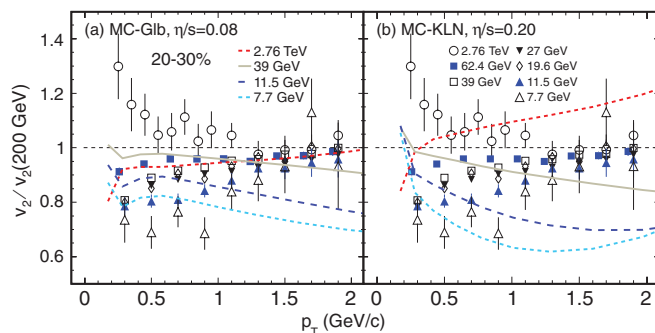 (a) MC-Glb, η/s=0.08
20-30%
2.76 TeV
39 GeV
11.5 GeV
7.7 GeV
(b) MC-KLN, η/s=0.20
2.76 TeV
62.4 GeV
39 GeV
27 GeV
19.6 GeV
11.5 GeV
7.7 GeV
v2/ v2(200 GeV)
1.4
1.2
1
0.8
0.6
0 0.5 1 1.5 2 0 0.5 1 1.5 2
pT (GeV/c)